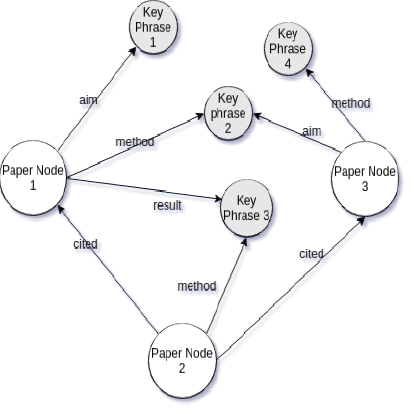 Key
Phrase
1
Key
Phrase
4
aim
method
Key
phrase
2
method
aim
Paper Node
1
Paper Node
3
result
Key
Phrase 3
cited
cited
method
Paper Node
2